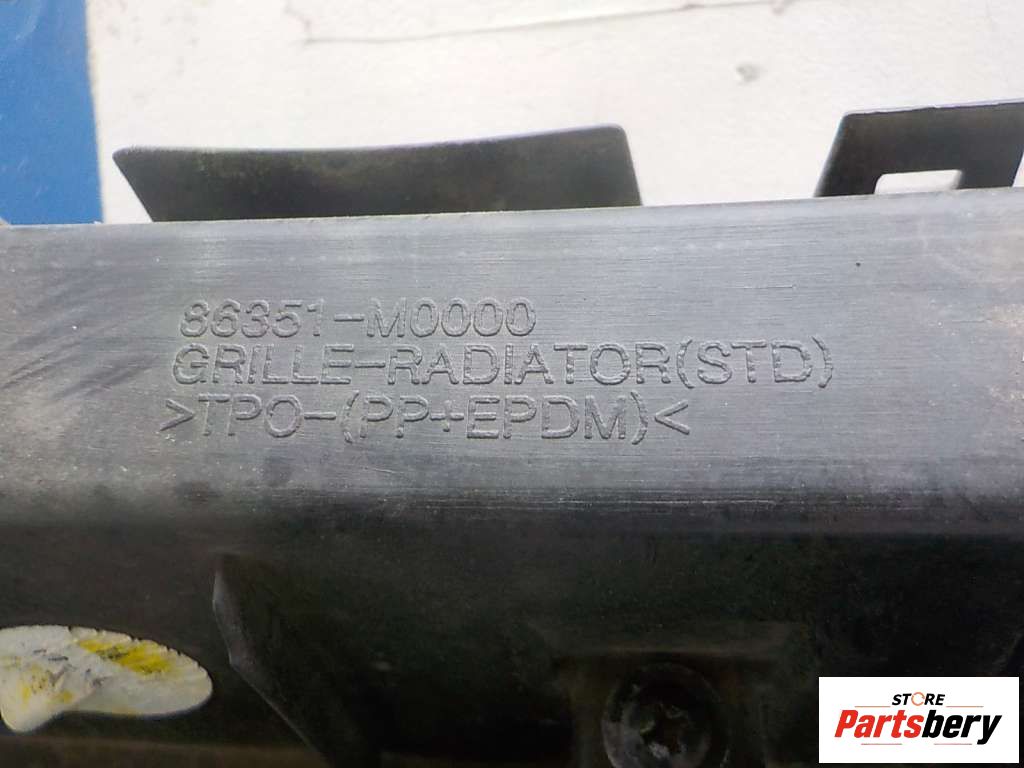 86351-M0000
GRILLE-RADIATOR(STD)
>TPO-(PP+EPDM)<
STORE
Partsbery